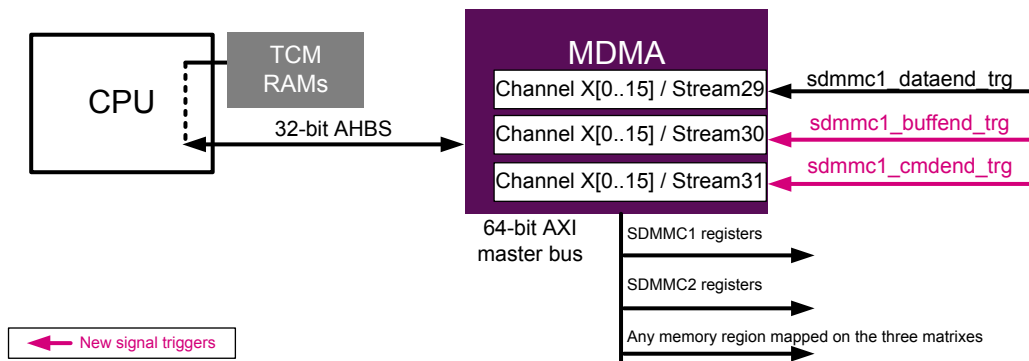 CPU
TCM
RAMs
32-bit AHBS
MDMA
Channel X[0..15] / Stream29
Channel X[0..15] / Stream30
Channel X[0..15] / Stream31
sdmmc1_dataend_trg
sdmmc1_buffend_trg
sdmmc1_cmdend_trg
64-bit AXI
master bus
SDMMC1 registers
SDMMC2 registers
Any memory region mapped on the three matrixes
New signal triggers